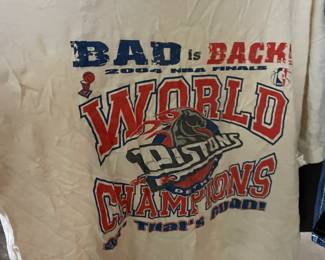 BAD is BACK!
2004 NBA FINALS
WORLD
PISTONS
CHAMPIONS
THAT'S GOOD!